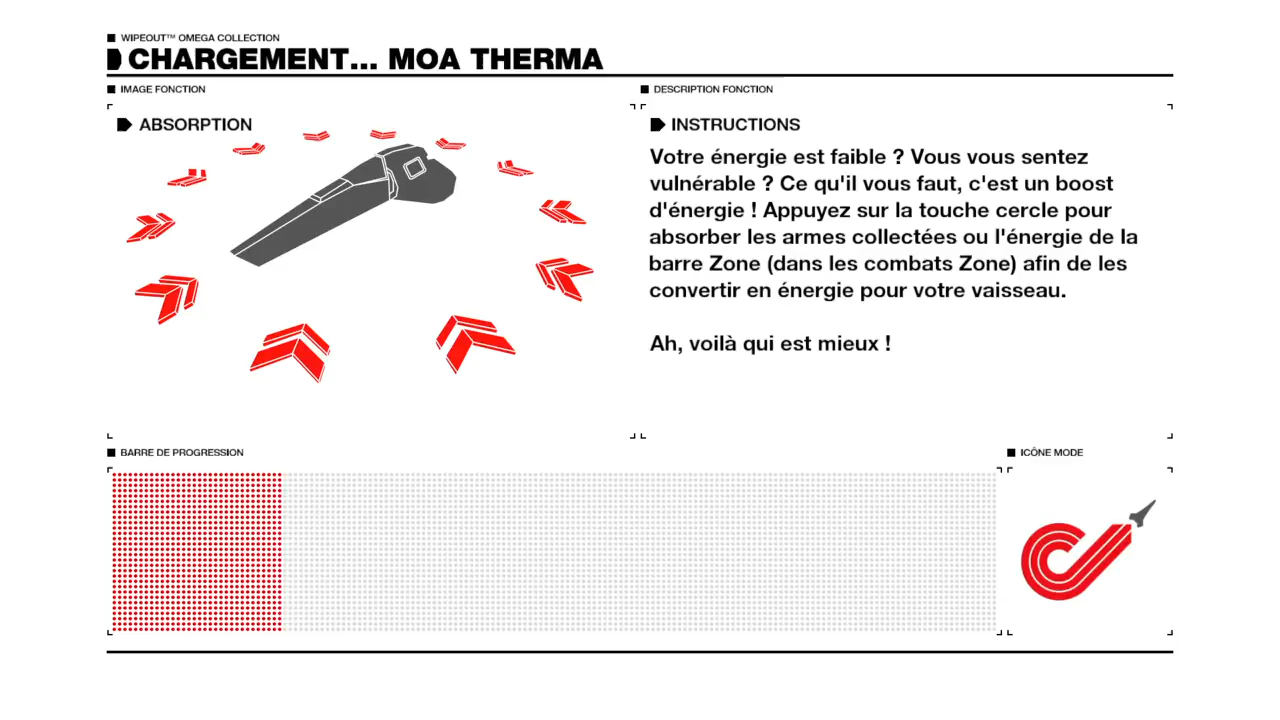 WIPEOUT™ OMEGA COLLECTION
CHARGEMENT... MOA THERMA
IMAGE FONCTION
ABSORPTION
DESCRIPTION FONCTION
INSTRUCTIONS
Votre énergie est faible ? Vous vous sentez
vulnérable ? Ce qu'il vous faut, c'est un boost
d'énergie ! Appuyez sur la touche cercle pour
absorber les armes collectées ou l'énergie de la
barre Zone (dans les combats Zone) afin de les
convertir en énergie pour votre vaisseau.
Ah, voilà qui est mieux !
BARRE DE PROGRESSION
ICÔNE MODE